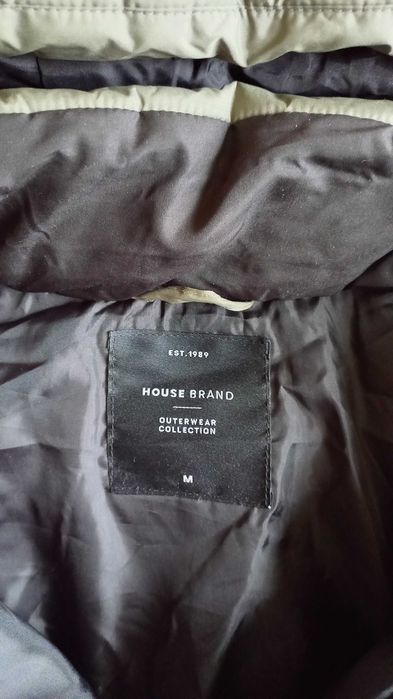 EST.1989
HOUSE BRAND
OUTERWEAR
COLLECTION
M